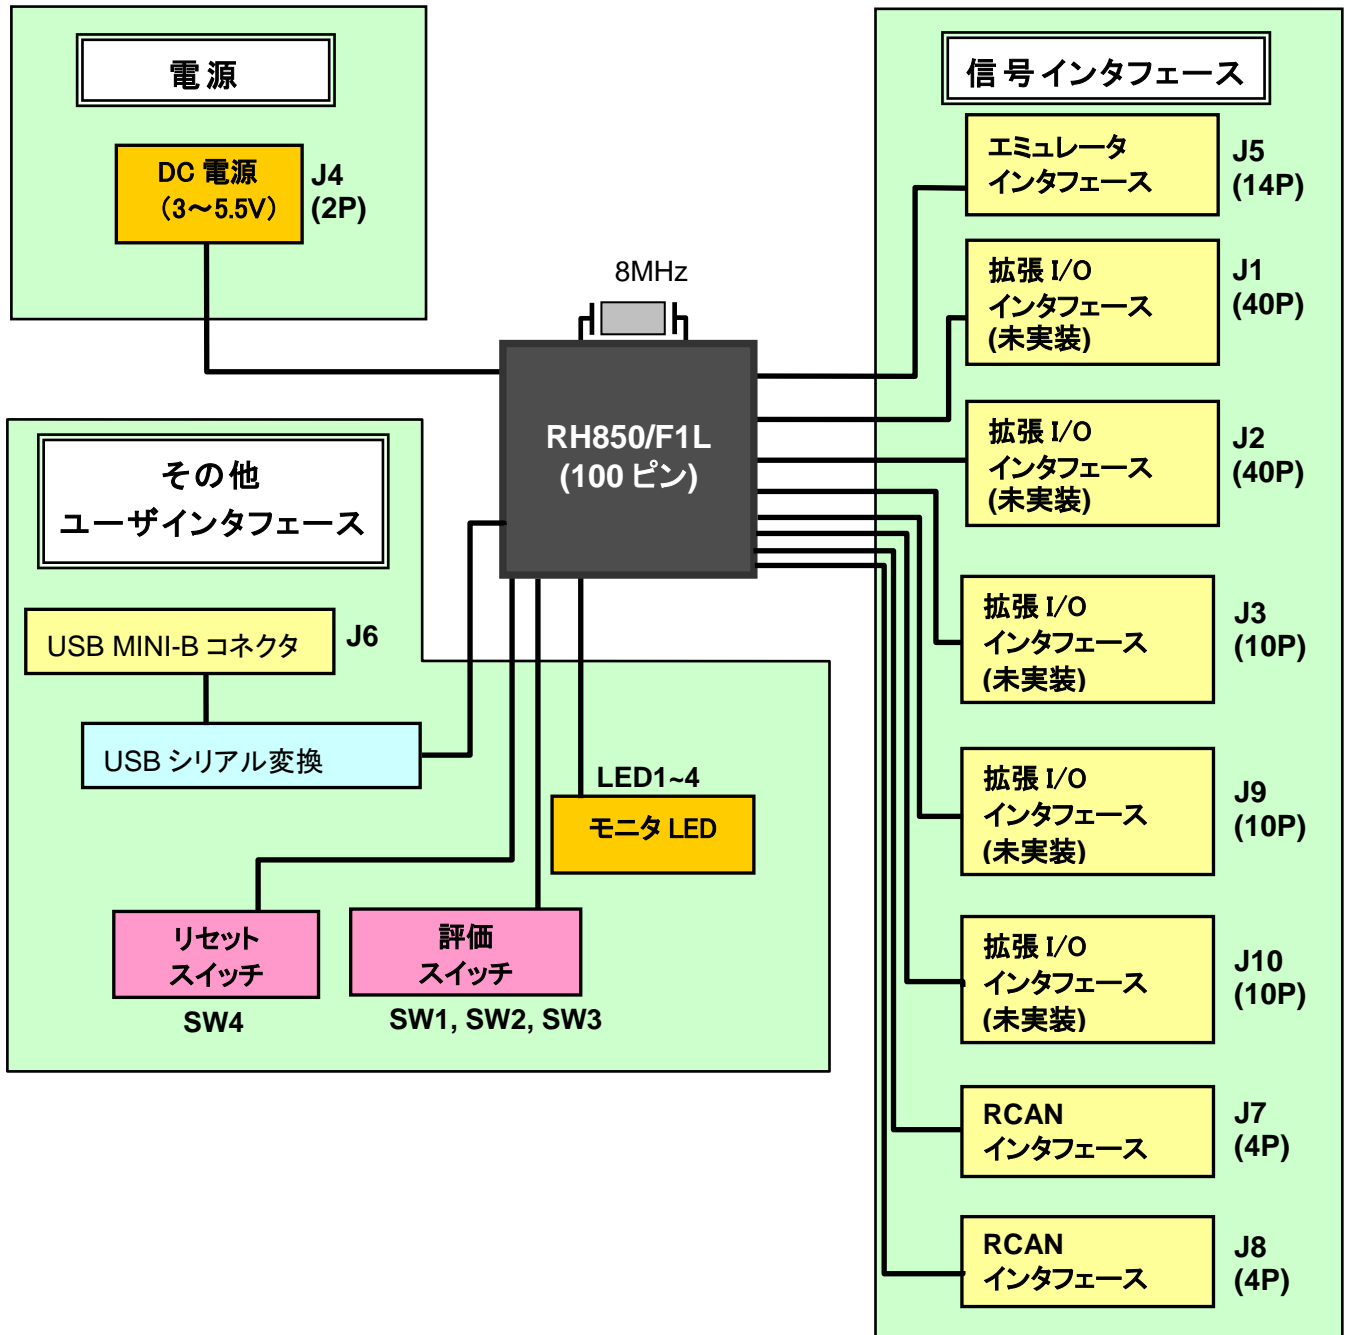 電源
DC 電源
（3～5.5V）
J4
(2P)
8MHz
RH850/F1L
(100 ピン)
その他
ユーザインタフェース
USB MINI-B コネクタ
J6
USB シリアル変換
LED1~4
モニタ LED
リセット
スイッチ
SW4
評価
スイッチ
SW1, SW2, SW3
信号インタフェース
エミュレータ
インタフェース
J5
(14P)
拡張 I/O
インタフェース
(未実装)
J1
(40P)
拡張 I/O
インタフェース
(未実装)
J2
(40P)
拡張 I/O
インタフェース
(未実装)
J3
(10P)
拡張 I/O
インタフェース
(未実装)
J9
(10P)
拡張 I/O
インタフェース
(未実装)
J10
(10P)
RCAN
インタフェース
J7
(4P)
RCAN
インタフェース
J8
(4P)